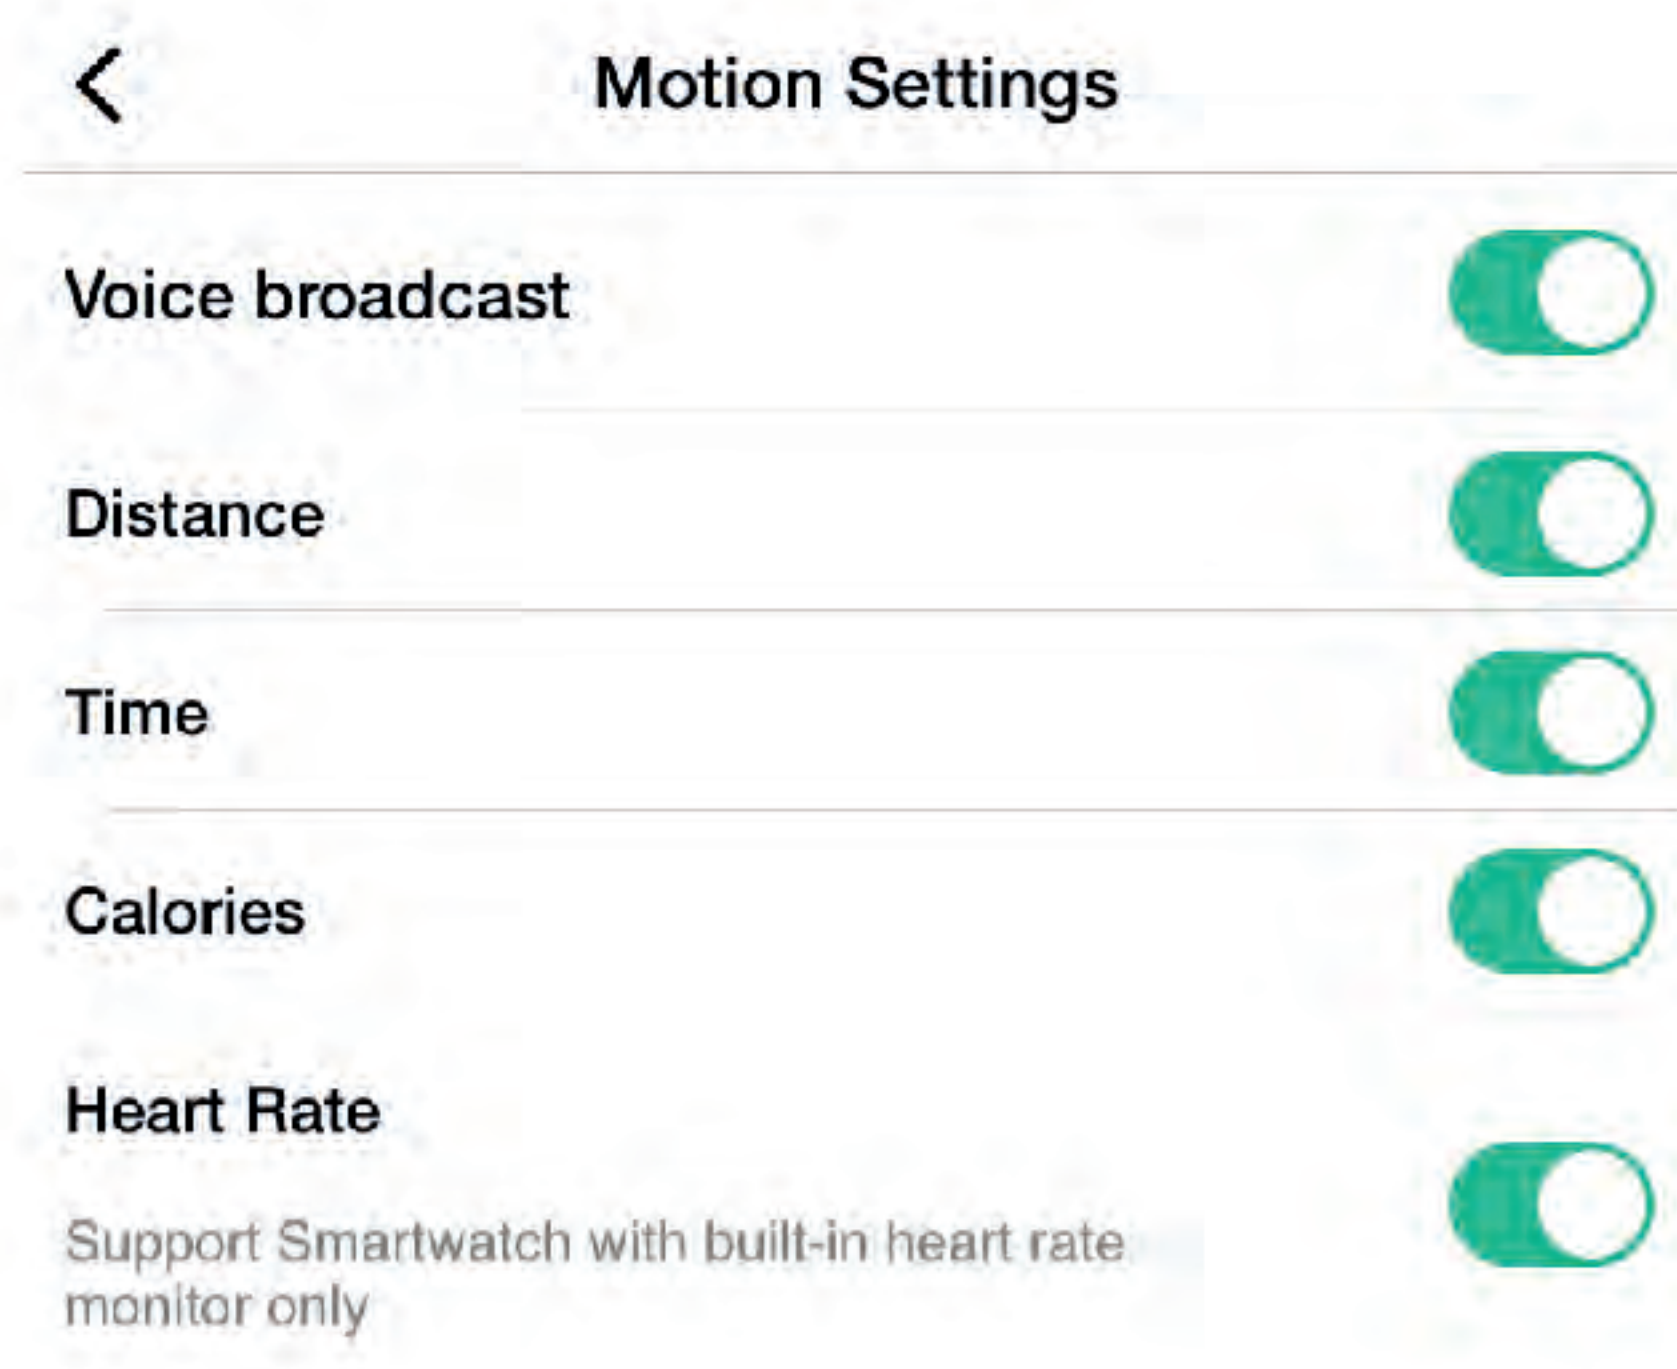 Motion Settings
Voice broadcast
Distance
Time
Calories
Heart Rate
Support Smartwatch with built-in heart rate
monitor only